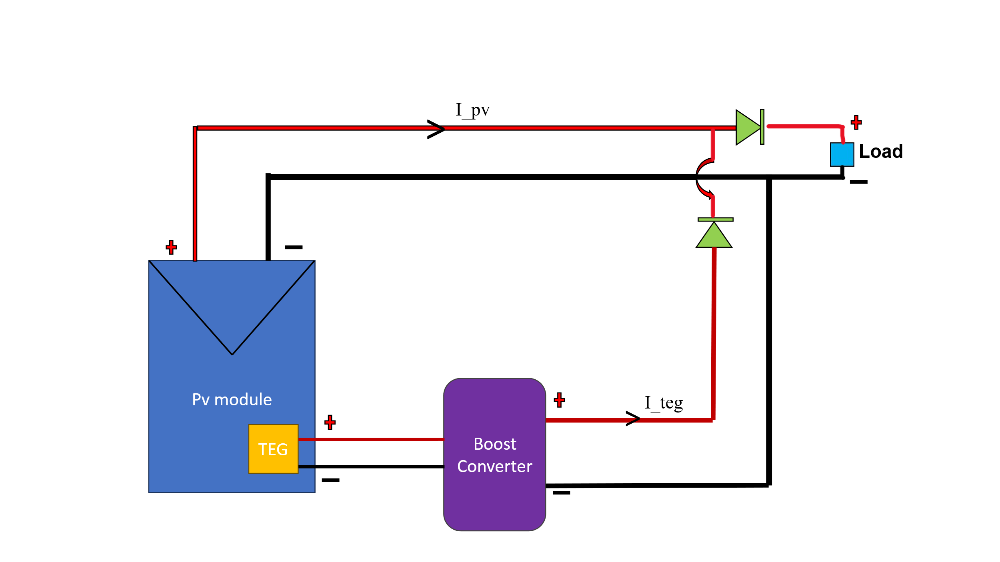 I_pv
+
Load
−
+
−
Pv module
+
I_teg
+
TEG
Boost
Converter
−
−